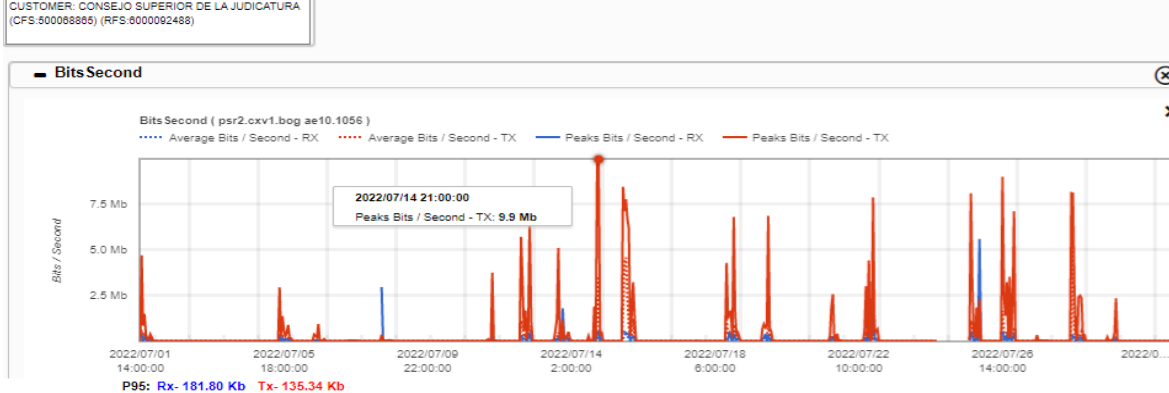 CUSTOMER: CONSEJO SUPERIOR DE LA JUDICATURA
(CFS:500068865) (RFS:6000092488)
BitsSecond
BitsSecond ( psr2.cxv1.bog ae10.1056 )
Average Bits / Second - RX Average Bits / Second - TX Peaks Bits / Second - RX Peaks Bits / Second - TX
2022/07/14 21:00:00
Peaks Bits / Second - TX: 9.9 Mb
7.5 Mb
5.0 Mb
2.5 Mb
Bits / Second
2022/07/01 2022/07/05 2022/07/09 2022/07/14 2022/07/18 2022/07/22 2022/07/26 2022/0...
14:00:00 18:00:00 22:00:00 2:00:00 6:00:00 10:00:00 14:00:00
P95: Rx- 181.80 Kb Tx- 135.34 Kb